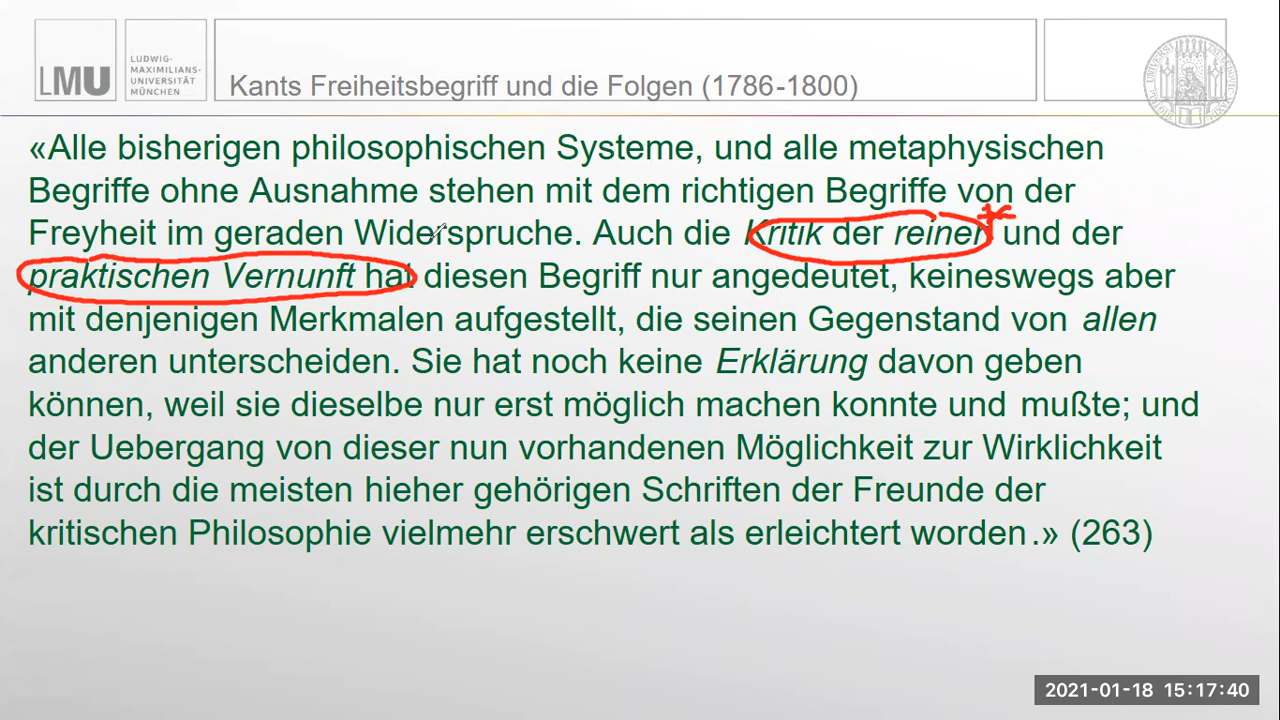 LMU
LUDWIG-
MAXIMILIANS-
UNIVERSITÄT
MÜNCHEN
Kants Freiheitsbegriff und die Folgen (1786-1800)
«Alle bisherigen philosophischen Systeme, und alle metaphysischen
Begriffe ohne Ausnahme stehen mit dem richtigen Begriffe von der
Freyheit im geraden Widerspruche. Auch die Kritik der reinen und der
praktischen Vernunft hat diesen Begriff nur angedeutet, keineswegs aber
mit denjenigen Merkmalen aufgestellt, die seinen Gegenstand von allen
anderen unterscheiden. Sie hat noch keine Erklärung davon geben
können, weil sie dieselbe nur erst möglich machen konnte und mußte; und
der Uebergang von dieser nun vorhandenen Möglichkeit zur Wirklichkeit
ist durch die meisten hieher gehörigen Schriften der Freunde der
kritischen Philosophie vielmehr erschwert als erleichtert worden.» (263)
2021-01-18 15:17:40